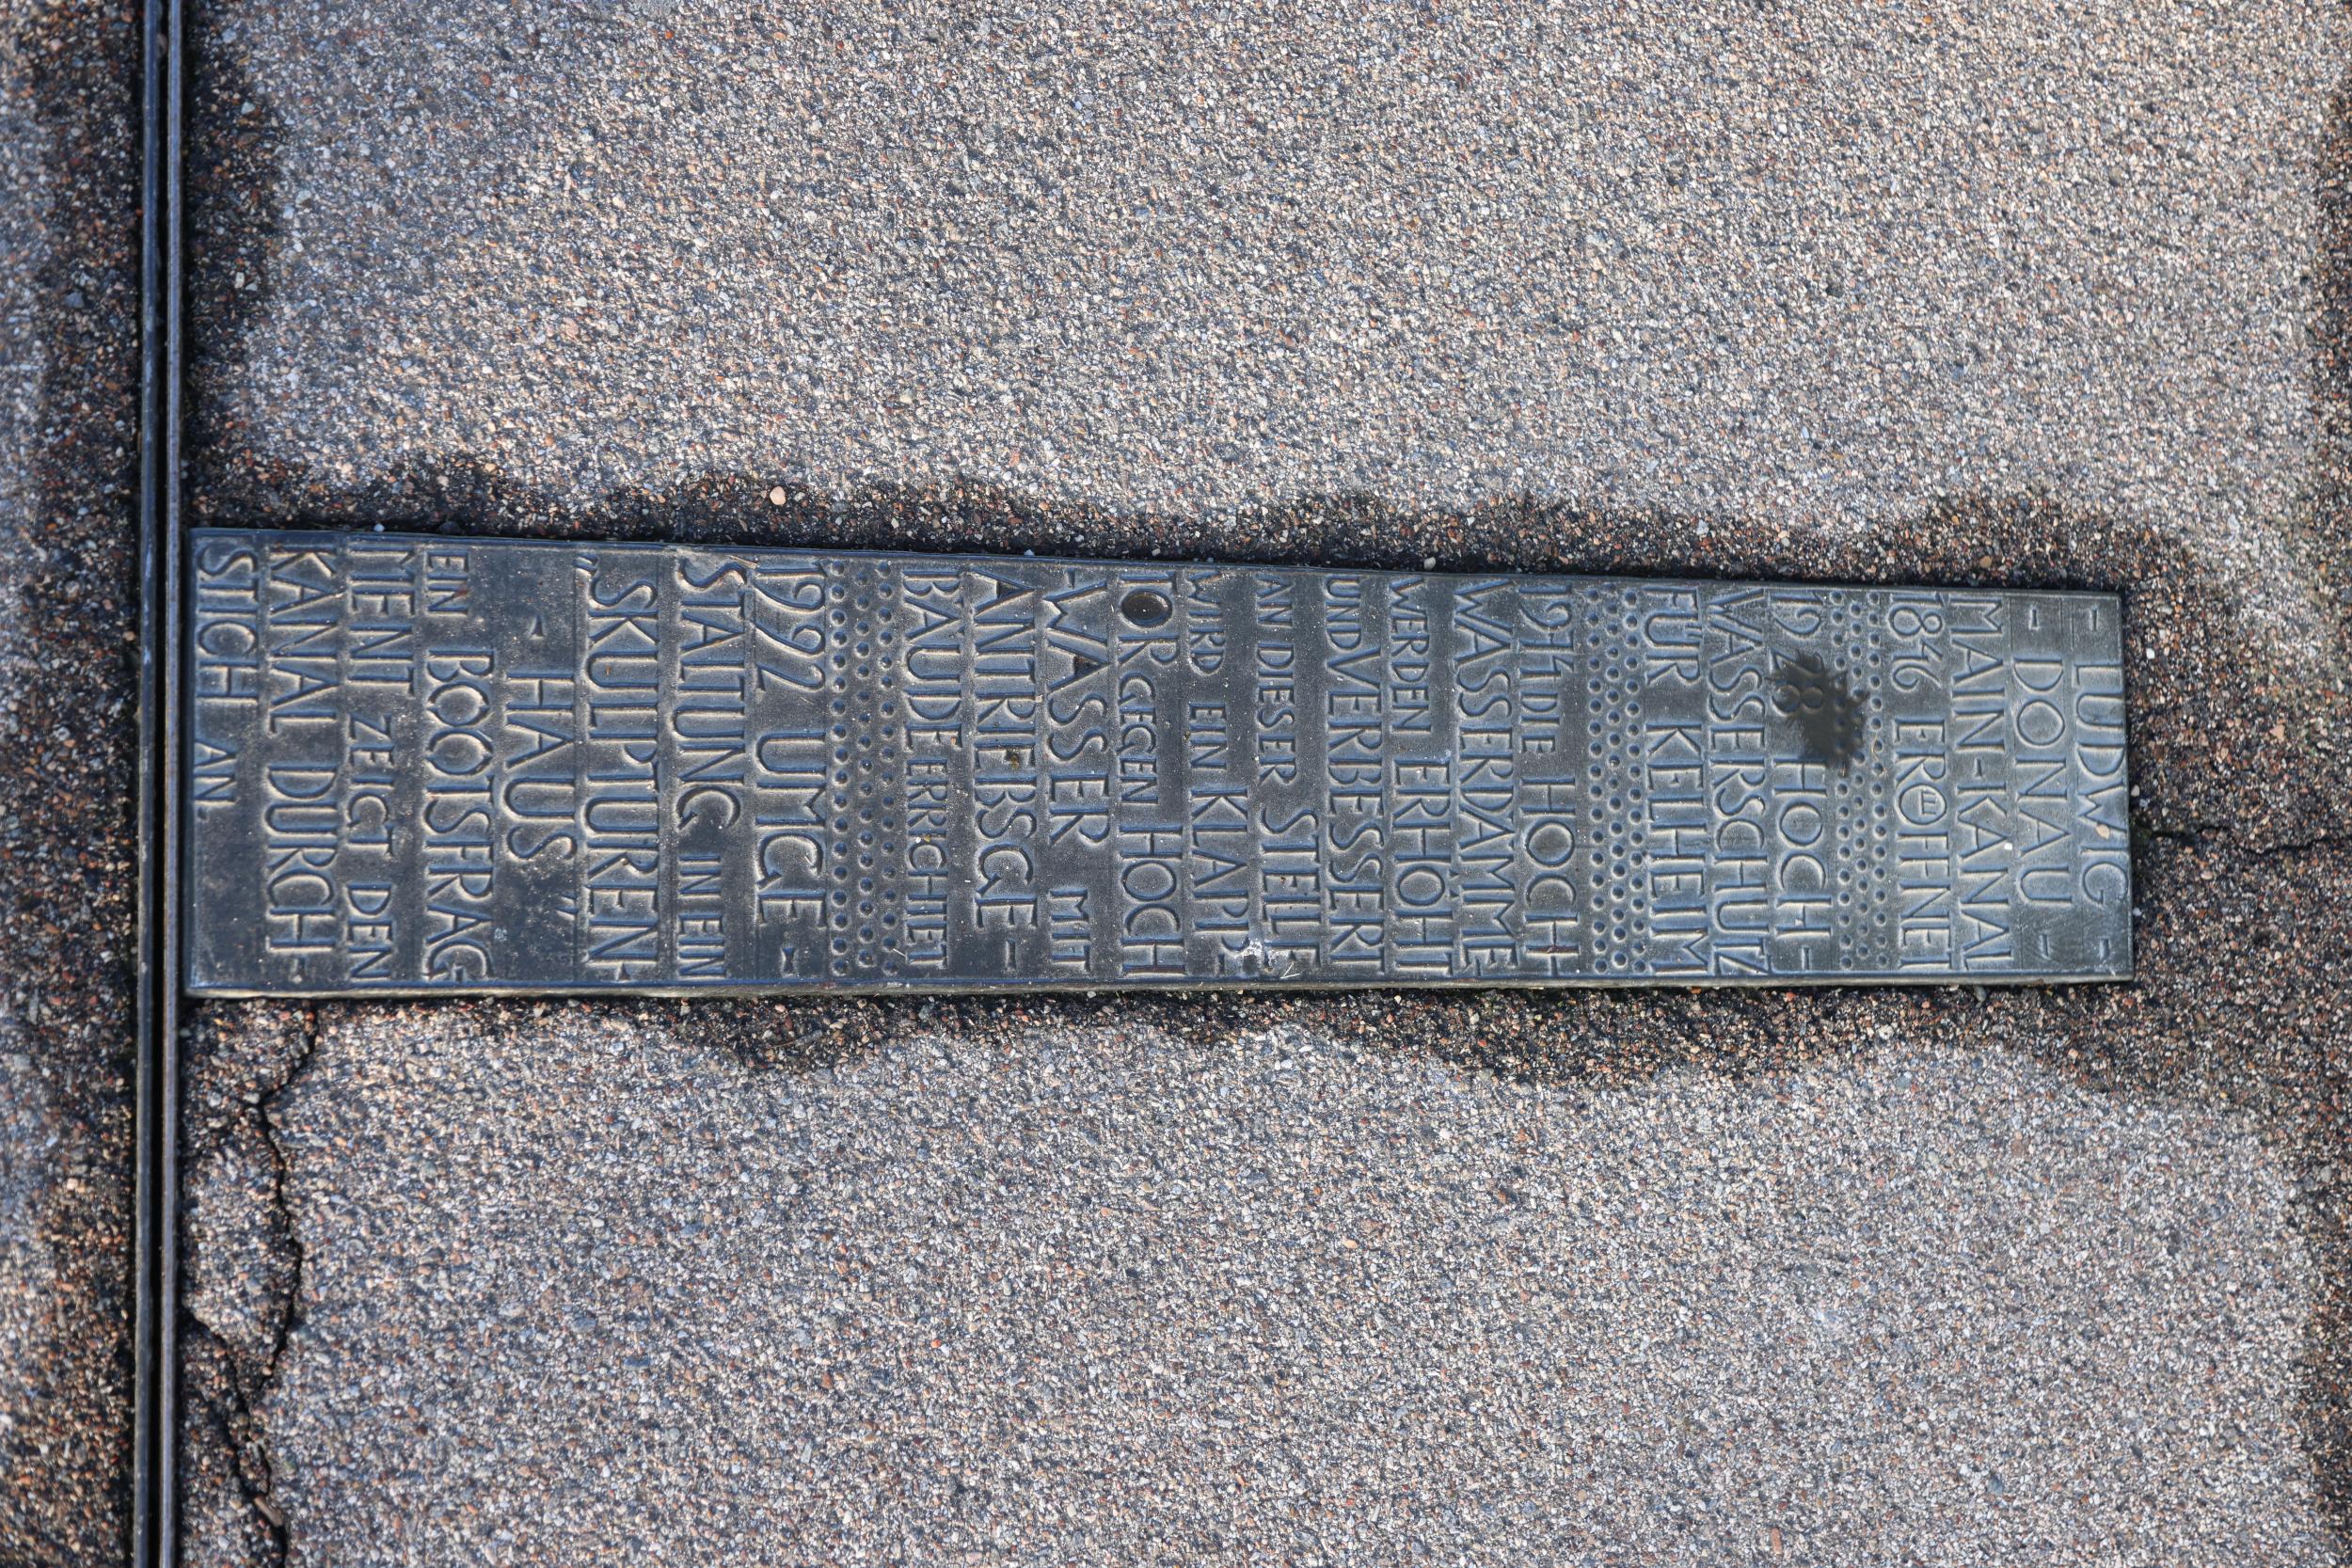 - LUDWIG -
- DONAU -
MAIN-KANAL
1846 ERÖFFNET
1928 HOCH-
WASSERSCHUTZ
FÜR KELHEIM
1974 DIE HOCH
WASSERDÄMME
WERDEN ERHÖHT
UND VERBESSERT
AN DIESER STELLE
WIRD EIN KLAPP
TOR GEGEN HOCH
-WASSER MIT
ANTRIEBSGE-
BÄUDE ERRICHTET
1992 UMGE-
STALTUNG IN EIN
"SKULPTUREN-
- HAUS"
EIN BOOTSFRAG-
MENT ZEIGT DEN
KANALDURCH-
STICH AN.